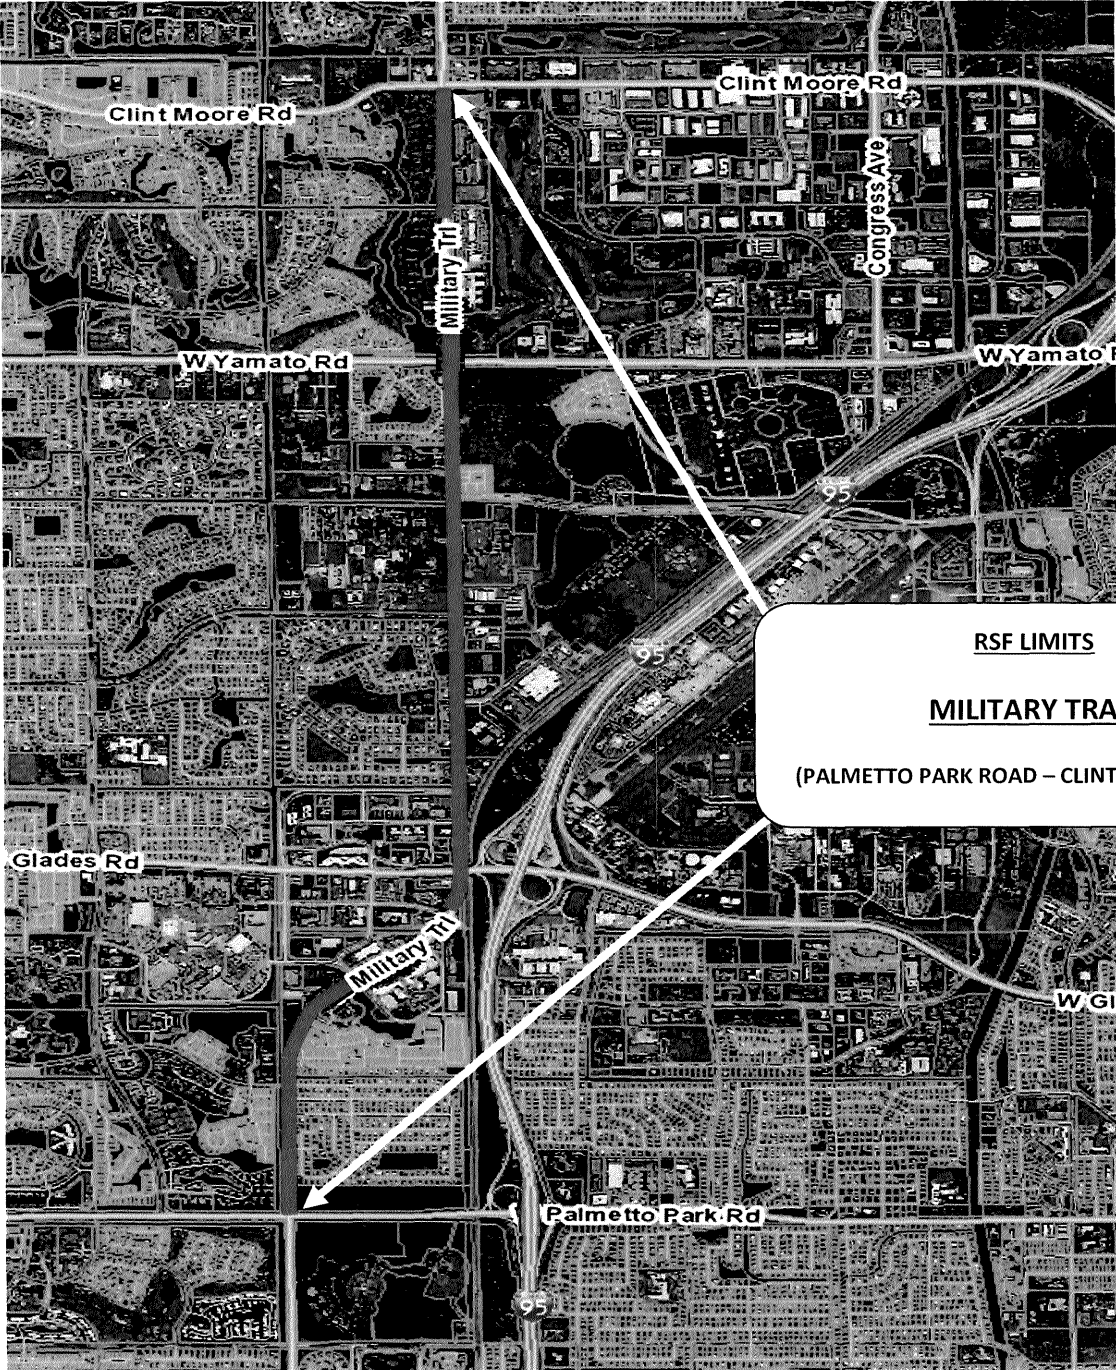 Clint Moore Rd
Clint Moore Rd
Congress Ave
Military Trl
W Yamato Rd
W Yamato
95
95
RSF LIMITS
MILITARY TRA
(PALMETTO PARK ROAD – CLINT
Glades Rd
Military Trl
W Gl
Palmetto Park Rd
95